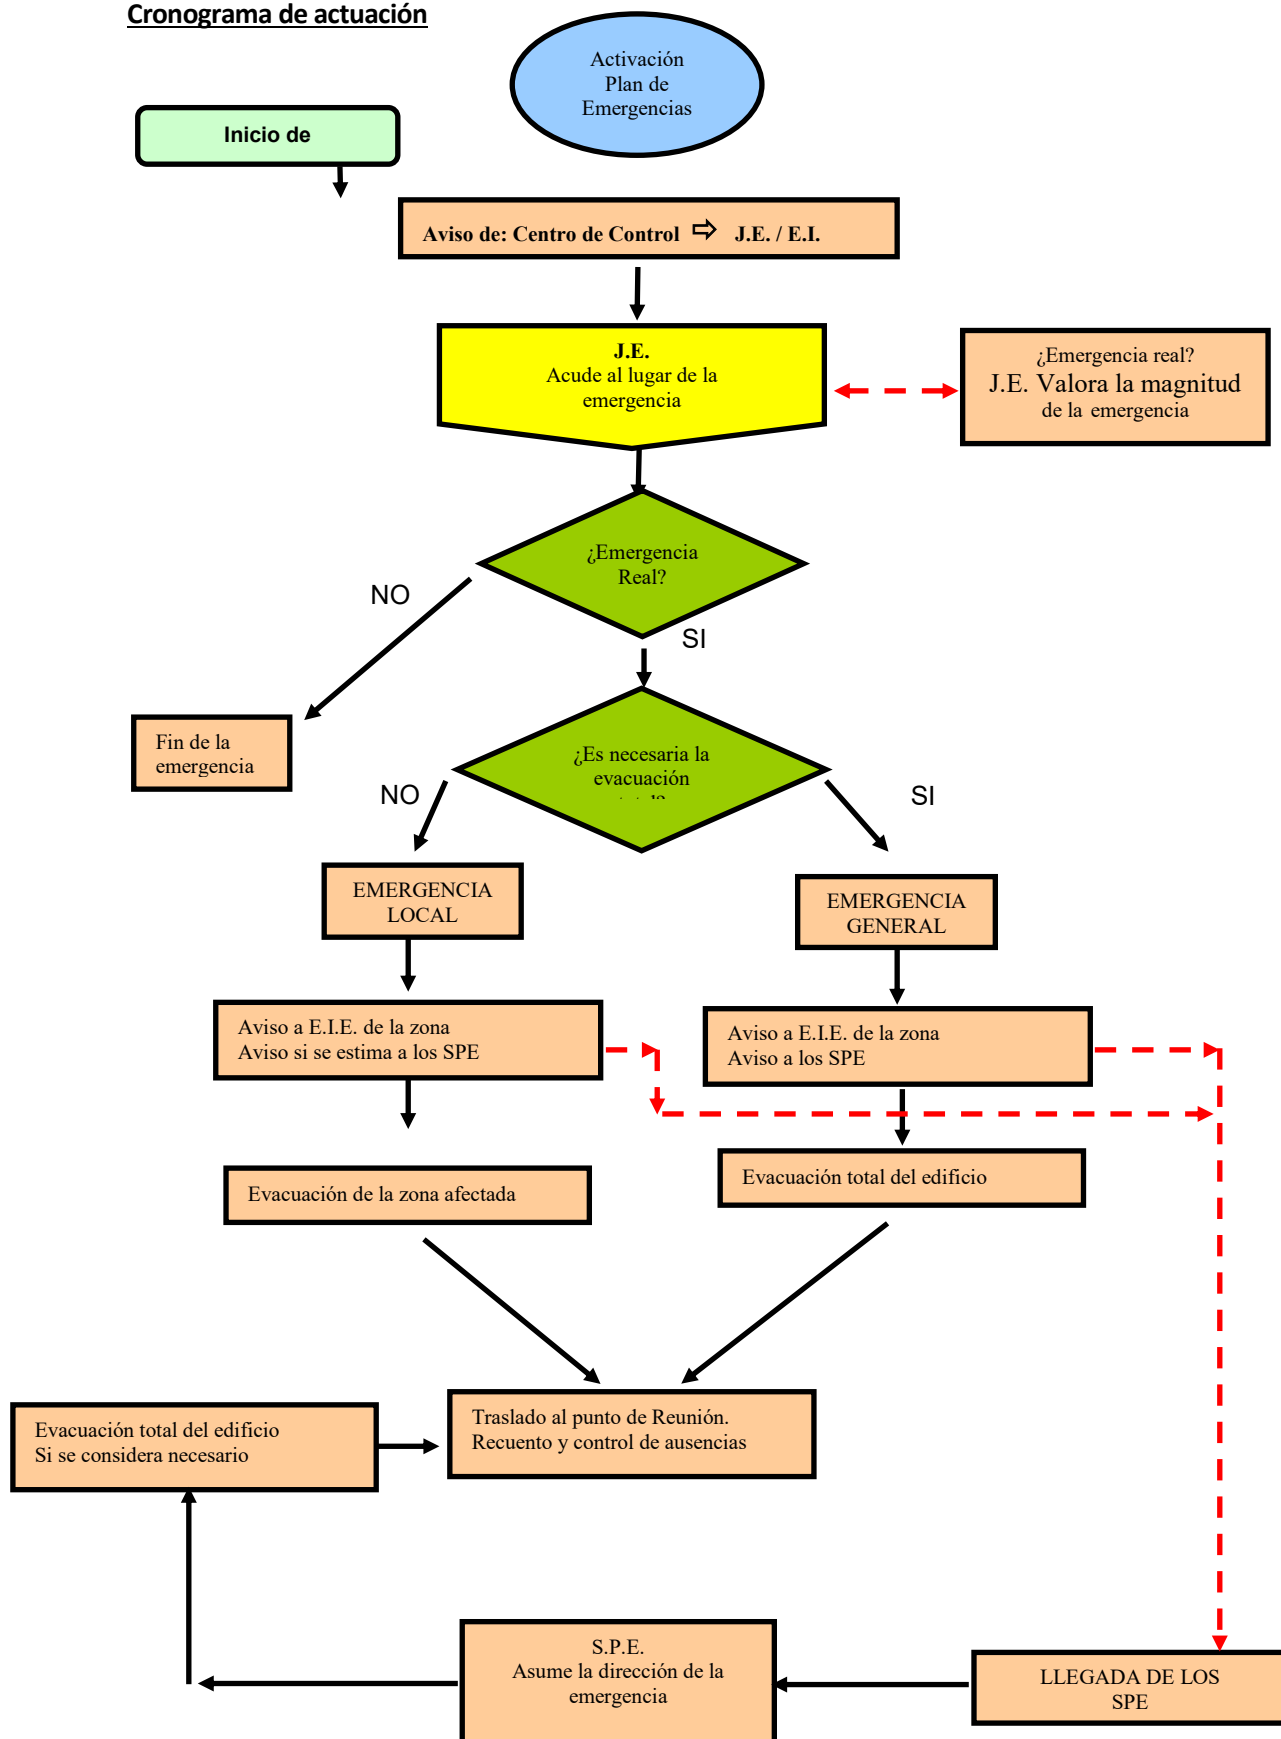 Cronograma de actuación
Activación
Plan de
Emergencias
Inicio de
Aviso de: Centro de Control ⇨ J.E. / E.I.
J.E.
Acude al lugar de la
emergencia
¿Emergencia real?
J.E. Valora la magnitud
de la emergencia
¿Emergencia
Real?
NO
SI
Fin de la
emergencia
¿Es necesaria la
evacuación
NO
SI
EMERGENCIA
LOCAL
EMERGENCIA
GENERAL
Aviso a E.I.E. de la zona
Aviso si se estima a los SPE
Aviso a E.I.E. de la zona
Aviso a los SPE
Evacuación de la zona afectada
Evacuación total del edificio
Evacuación total del edificio
Si se considera necesario
Traslado al punto de Reunión.
Recuento y control de ausencias
S.P.E.
Asume la dirección de la
emergencia
LLEGADA DE LOS
SPE